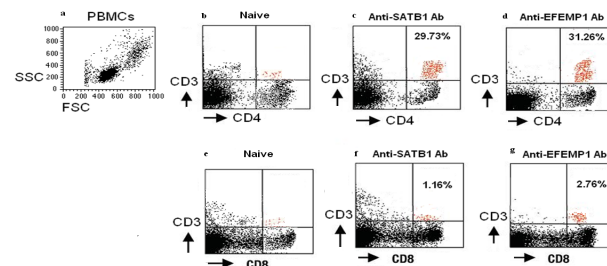 a PBMCs
1000
800
600
400
200
0
SSC
0 200 400 600 800 1000
FSC
b Naive
CD3
CD4
c Anti-SATB1 Ab
29.73%
CD3
CD4
d Anti-EFEMP1 Ab
31.26%
CD3
CD4
e Naive
CD3
CD8
f Anti-SATB1 Ab
1.16%
CD3
CD8
g Anti-EFEMP1 Ab
2.76%
CD3
CD8